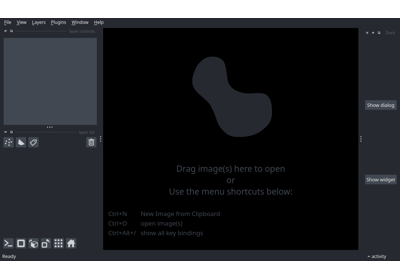 File View Layers Plugins Window Help
layer controls
layer list
Drag image(s) here to open
or
Use the menu shortcuts below:
Ctrl+N New Image from Clipboard
Ctrl+O open image(s)
Ctrl+Alt+/ show all key bindings
Show dialog
Show widget
Ready
activity